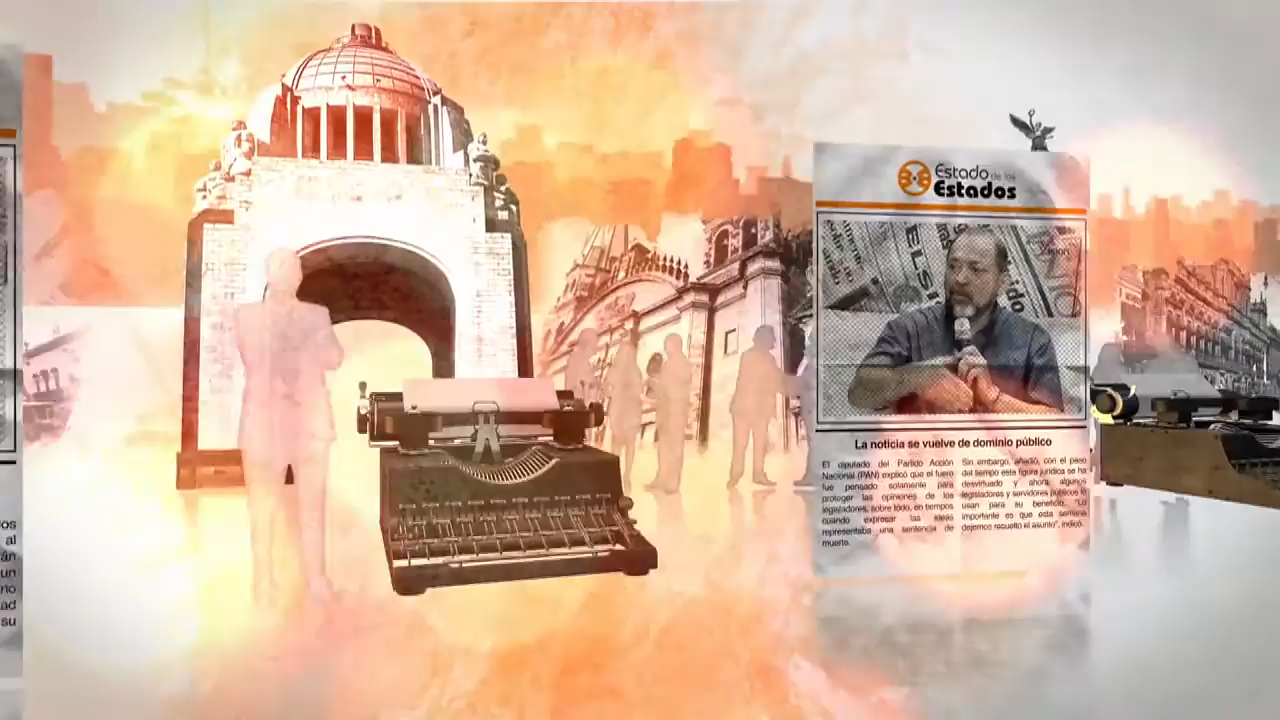 Estado de los
Estados
La noticia se vuelve de dominio público
El diputado del Partido Acción
Nacional (PAN) explicó que el fuero
fue pensado solamente para
proteger las opiniones de los
legisladores, sobre todo, en tiempos
cuando expresar las ideas
representaba una sentencia de
muerte.
Sin embargo, añadió, con el paso
del tiempo esta figura jurídica se ha
desvirtuado y ahora algunos
legisladores y servidores públicos lo
usan para su beneficio. "Lo
importante es que esta semana
dejemos resuelto el asunto", indicó.
al
un
ad
su